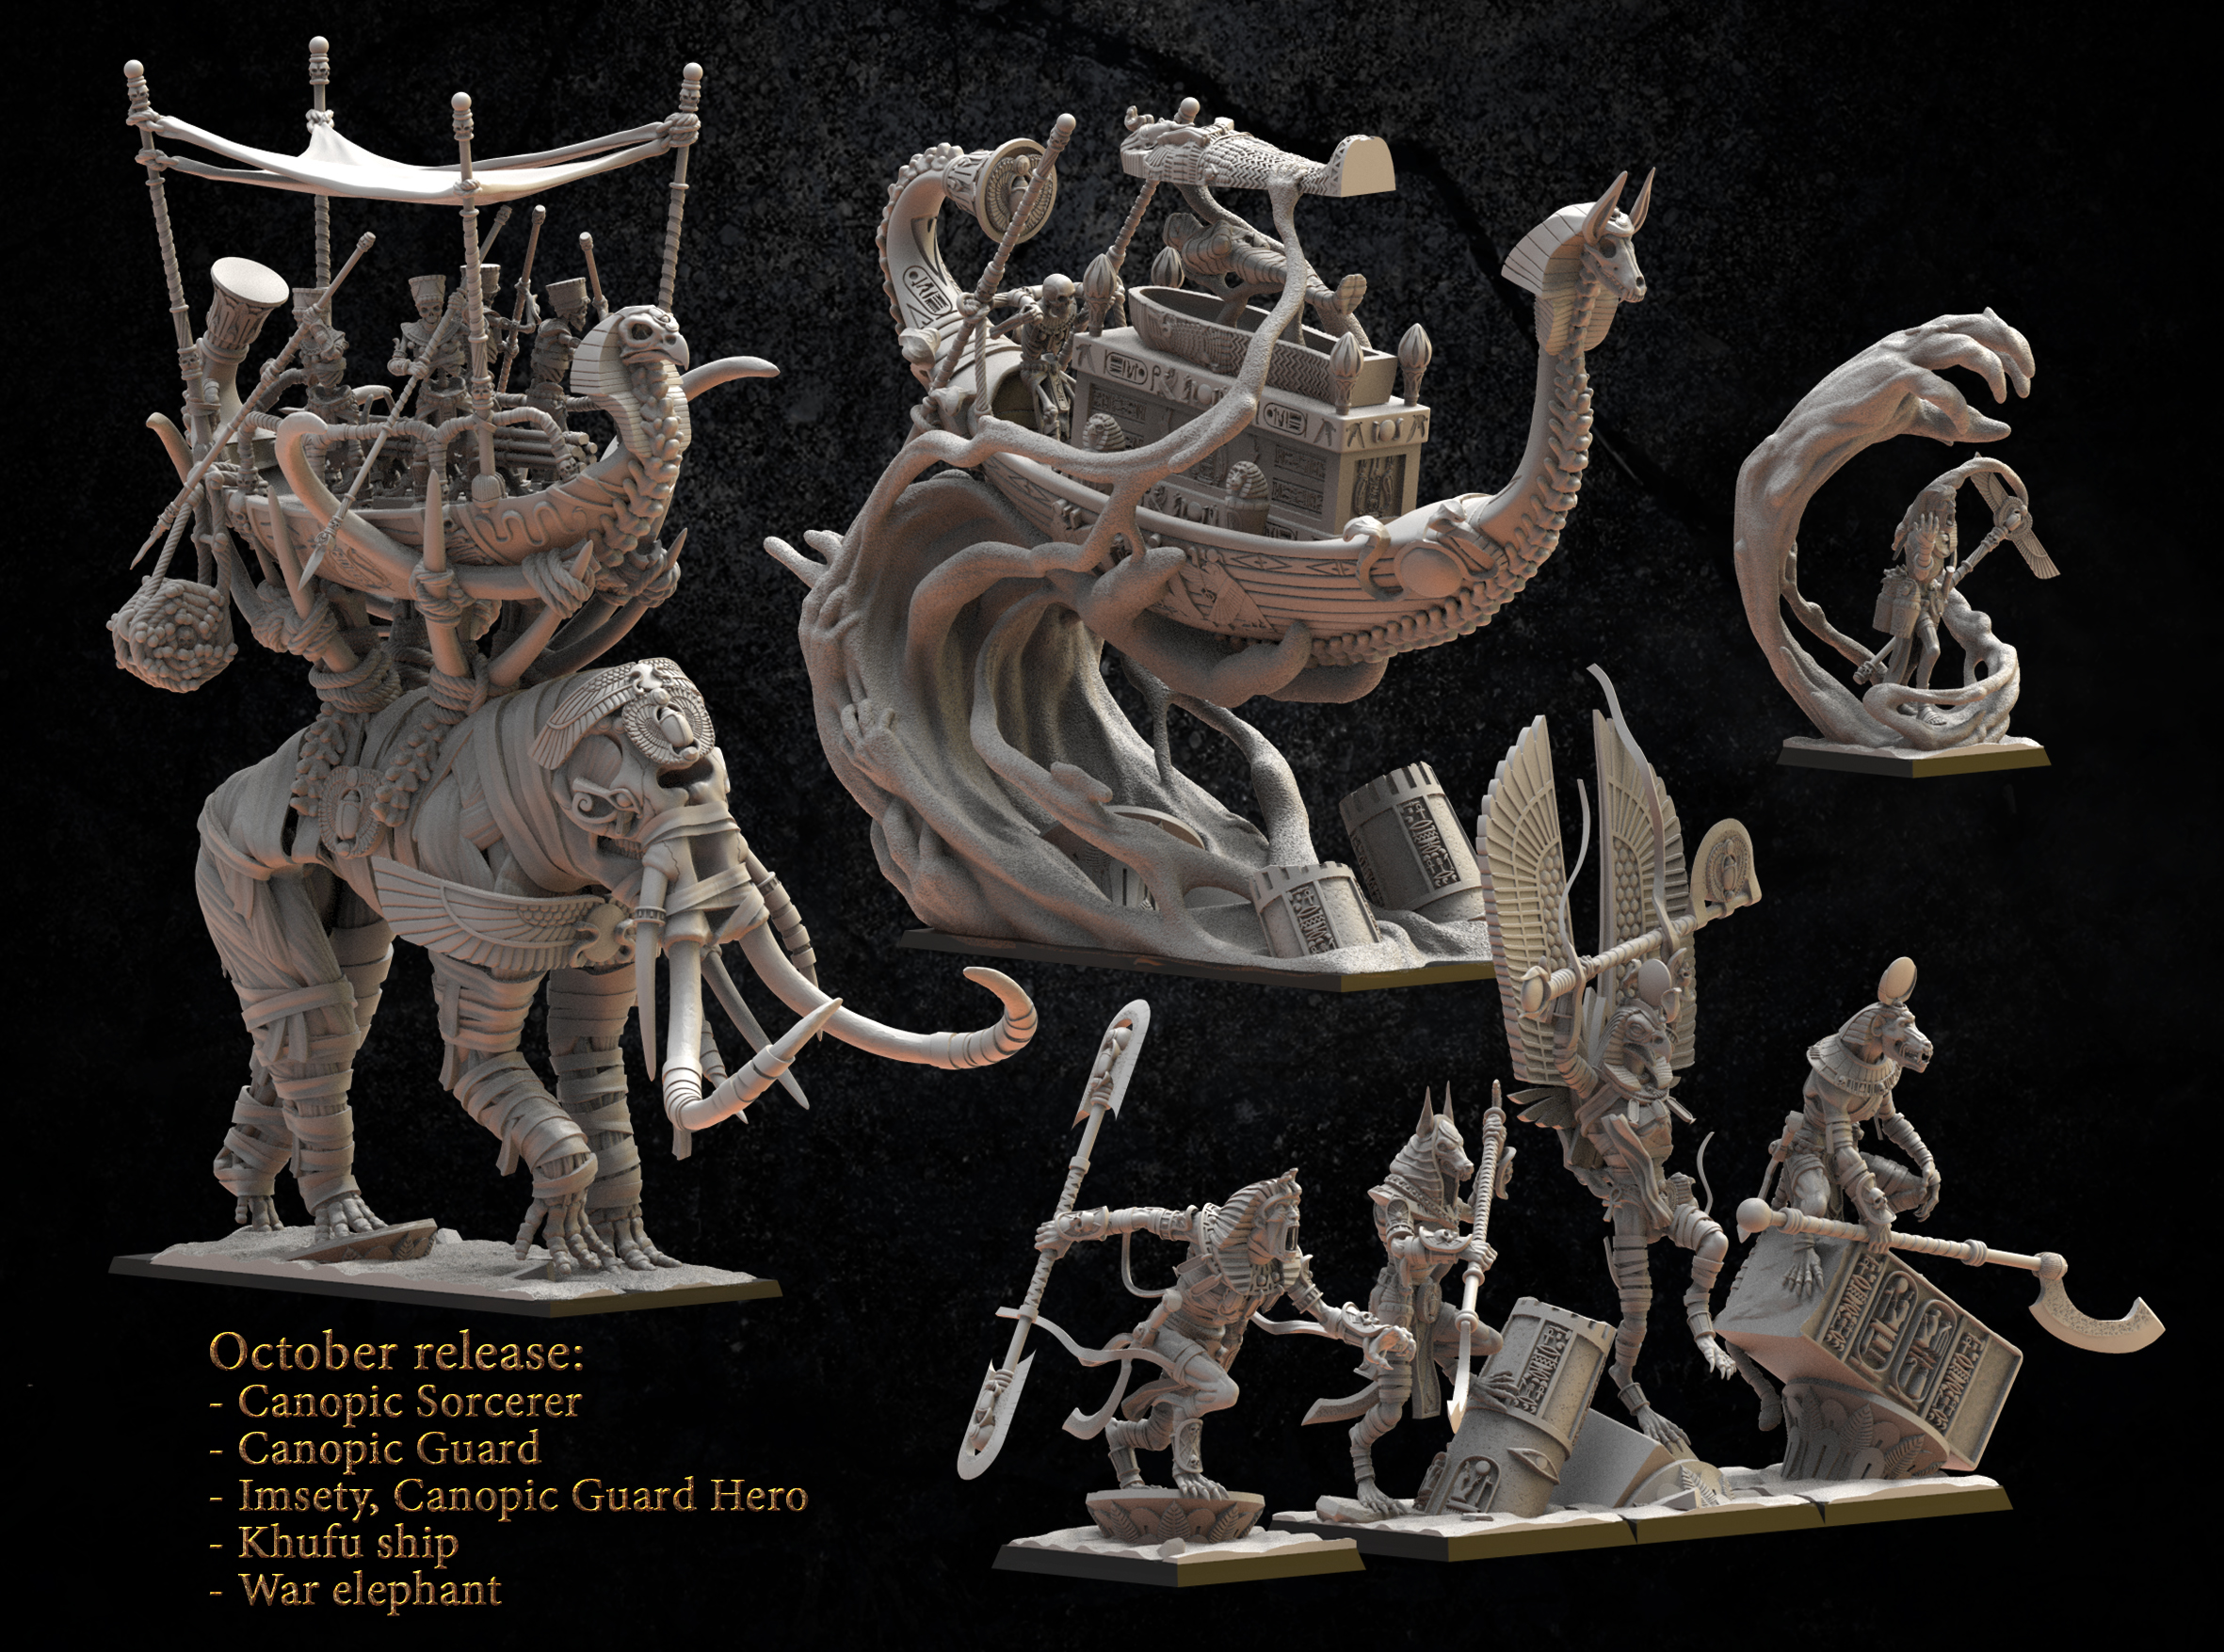 October release:
- Canopic Sorcerer
- Canopic Guard
- Imsety, Canopic Guard Hero
- Khufu ship
- War elephant